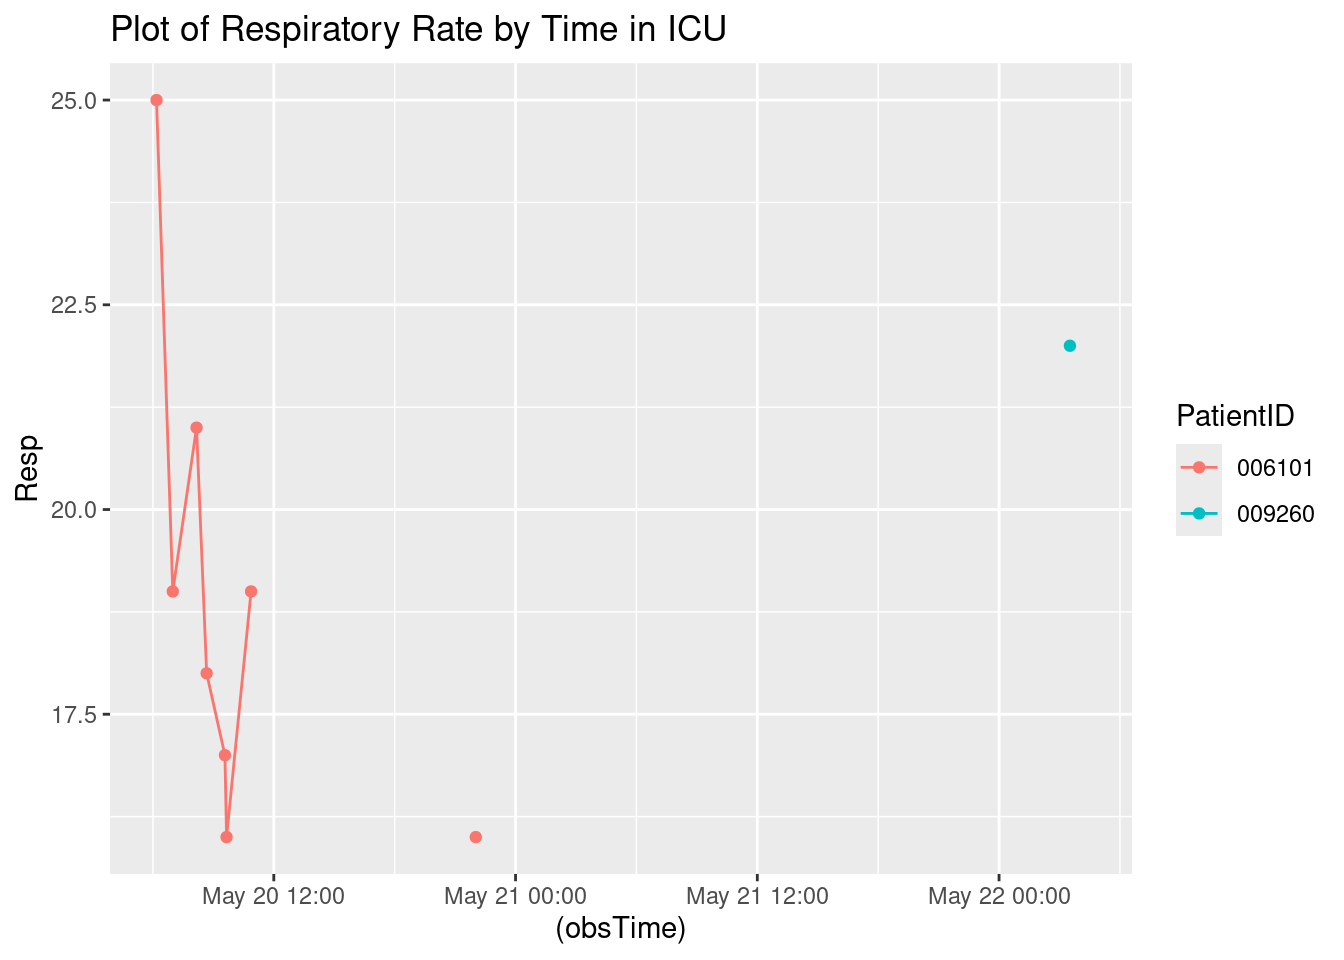 Plot of Respiratory Rate by Time in ICU
25.0
22.5
20.0
17.5
Resp
May 20 12:00
May 21 00:00
May 21 12:00
May 22 00:00
(obsTime)
PatientID
006101
009260